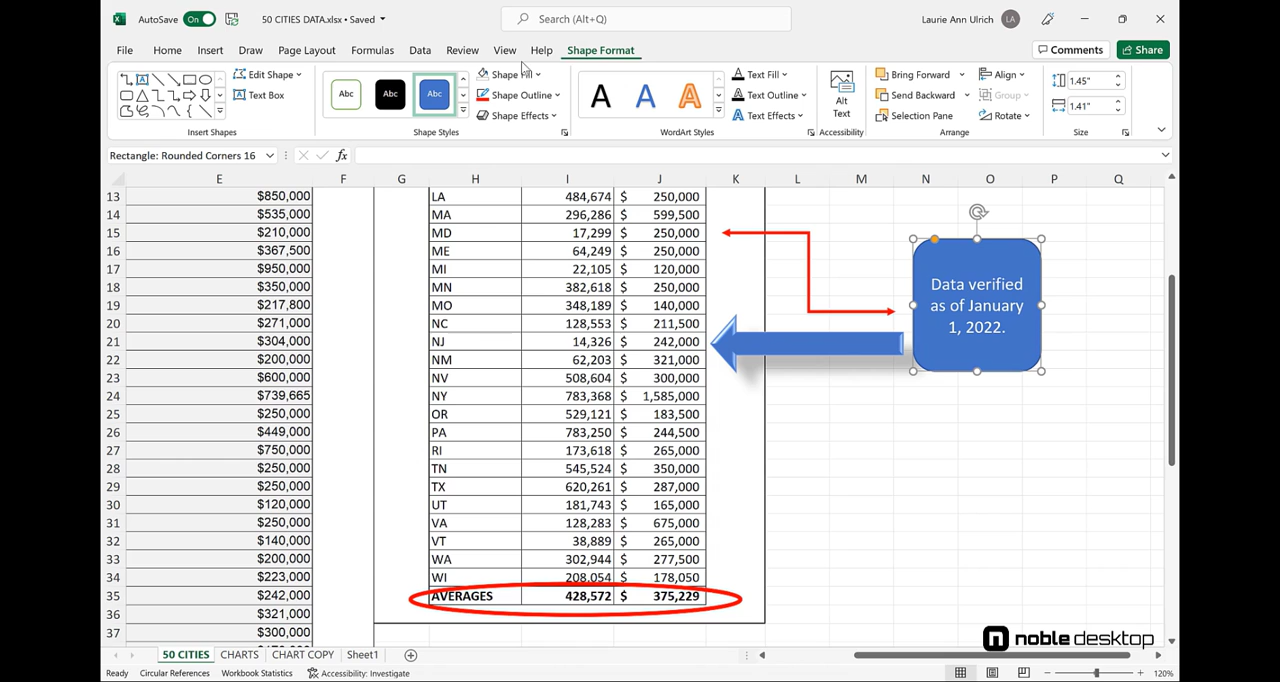 AutoSave On 50 CITIES DATA.xlsx • Saved Search (Alt+Q) Laurie Ann Ulrich LA
File Home Insert Draw Page Layout Formulas Data Review View Help Shape Format Comments Share
Edit Shape
Text Box
Insert Shapes
Abc Abc Abc
Shape Fill
Shape Outline
Shape Effects
Shape Styles
A A A
Text Fill
Text Outline
Text Effects
WordArt Styles
Alt
Text
Accessibility
Bring Forward
Send Backward
Selection Pane
Align
Group
Rotate
Arrange
1.45"
1.41"
Size
Rectangle: Rounded Corners 16 fx
E F G H I J K L M N O P Q
13 $850,000 LA 484,674 $ 250,000
14 $535,000 MA 296,286 $ 599,500
15 $210,000 MD 17,299 $ 250,000
16 $367,500 ME 64,249 $ 250,000
17 $950,000 MI 22,105 $ 120,000
18 $350,000 MN 382,618 $ 250,000
19 $217,800 MO 348,189 $ 140,000
20 $271,000 NC 128,553 $ 211,500
21 $304,000 NJ 14,326 $ 242,000
22 $200,000 NM 62,203 $ 321,000
23 $600,000 NV 508,604 $ 300,000
24 $739,665 NY 783,368 $ 1,585,000
25 $250,000 OR 529,121 $ 183,500
26 $449,000 PA 783,250 $ 244,500
27 $750,000 RI 173,618 $ 265,000
28 $250,000 TN 545,524 $ 350,000
29 $250,000 TX 620,261 $ 287,000
30 $120,000 UT 181,743 $ 165,000
31 $250,000 VA 128,283 $ 675,000
32 $140,000 VT 38,889 $ 265,000
33 $200,000 WA 302,944 $ 277,500
34 $223,000 WI 208,054 $ 178,050
35 $242,000 AVERAGES 428,572 $ 375,229
36 $321,000
37 $300,000
Data verified
as of January
1, 2022.
n noble desktop
50 CITIES CHARTS CHART COPY Sheet1
Ready Circular References Workbook Statistics Accessibility: Investigate 120%